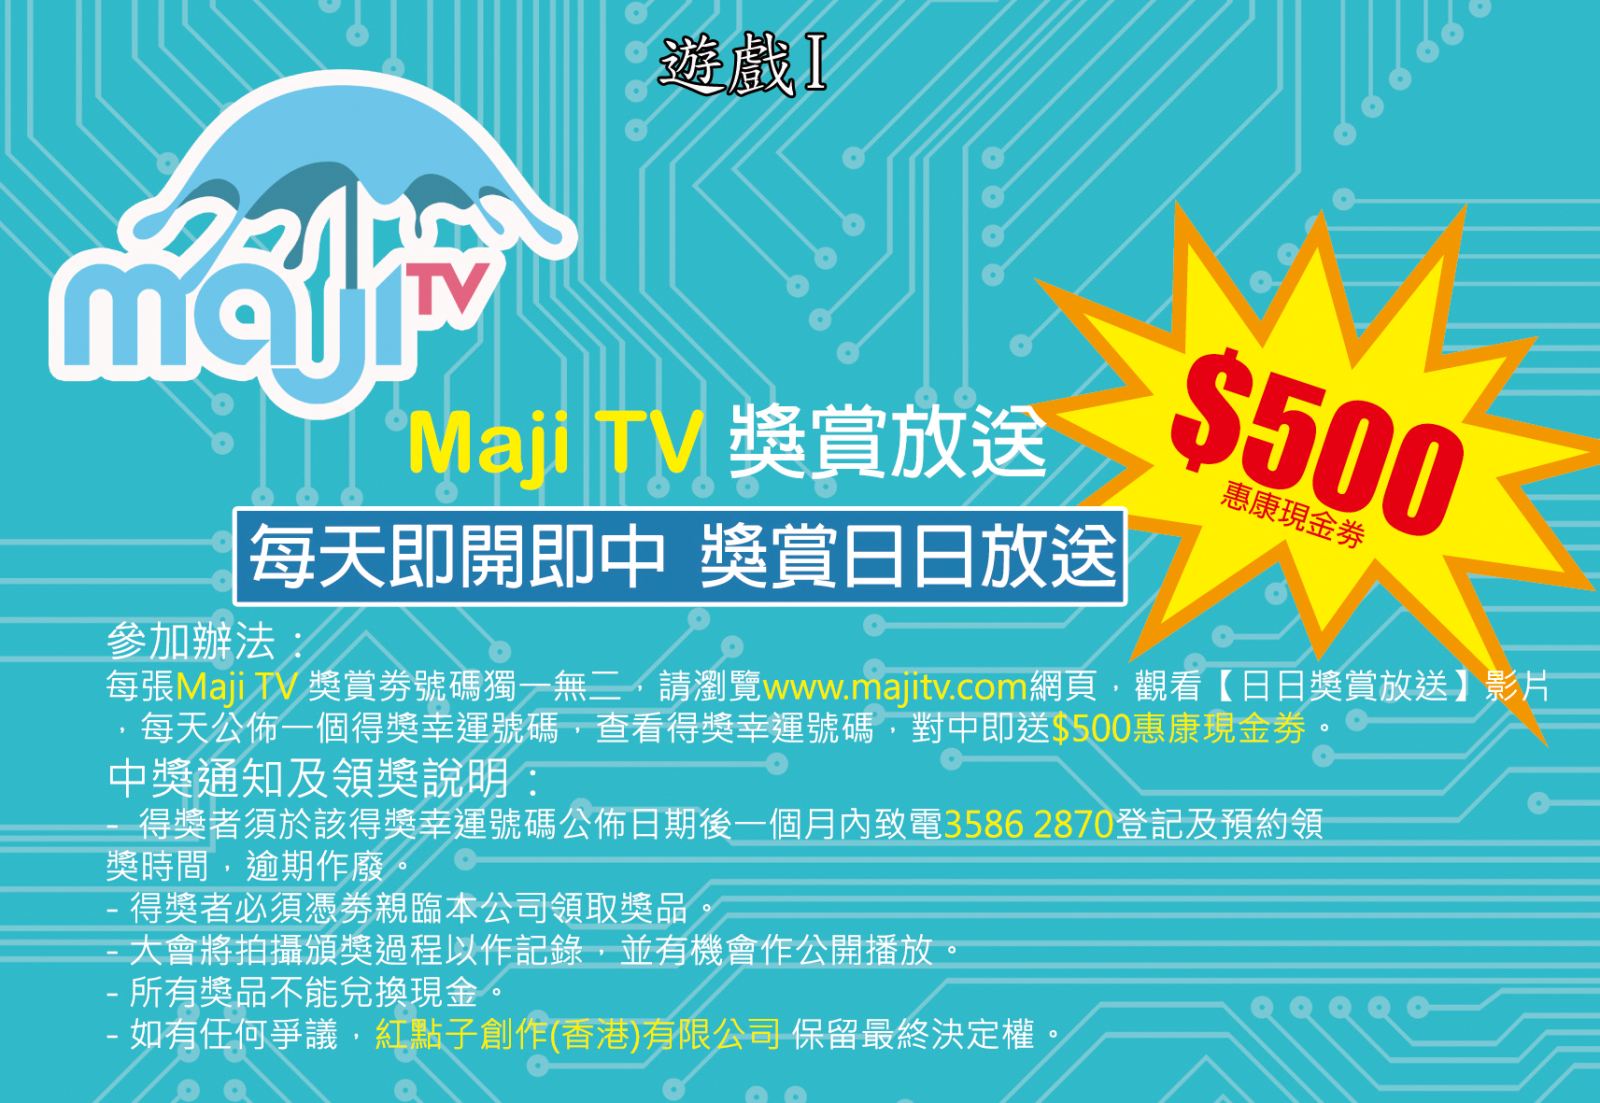 遊戲I
maji TV
$500
惠康現金券
Maji TV 獎賞放送
每天即開即中 獎賞日日放送
參加辦法：
每張Maji TV 獎賞券號碼獨一無二，請瀏覽www.majitv.com網頁，觀看【日日獎賞放送】影片
，每天公佈一個得獎幸運號碼，查看得獎幸運號碼，對中即送$500惠康現金券。
中獎通知及領獎說明：
- 得獎者須於該得獎幸運號碼公佈日期後一個月內致電3586 2870登記及預約領
獎時間，逾期作廢。
- 得獎者必須憑券親臨本公司領取獎品。
- 大會將拍攝頒獎過程以作記錄，並有機會作公開播放。
- 所有獎品不能兌換現金。
- 如有任何爭議，紅點子創作(香港)有限公司 保留最終決定權。